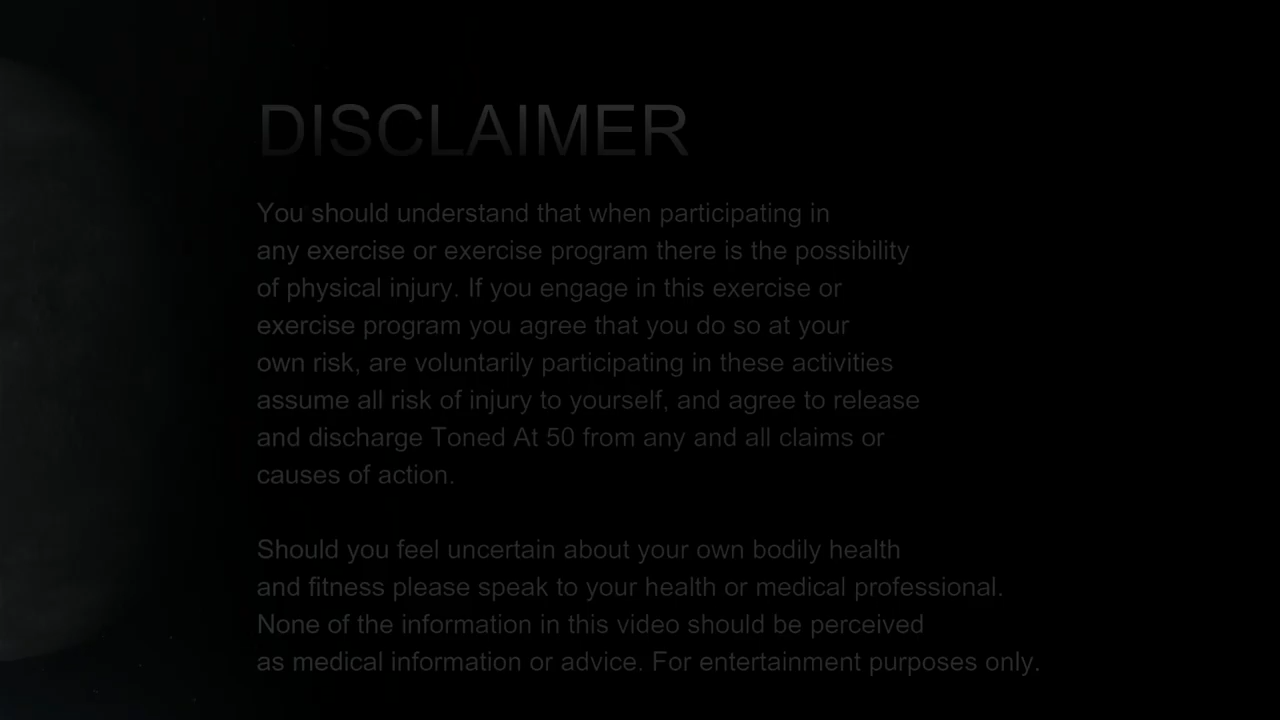 DISCLAIMER
You should understand that when participating in
any exercise or exercise program there is the possibility
of physical injury. If you engage in this exercise or
exercise program you agree that you do so at your
own risk, are voluntarily participating in these activities
assume all risk of injury to yourself, and agree to release
and discharge Toned At 50 from any and all claims or
causes of action.
Should you feel uncertain about your own bodily health
and fitness please speak to your health or medical professional.
None of the information in this video should be perceived
as medical information or advice. For entertainment purposes only.